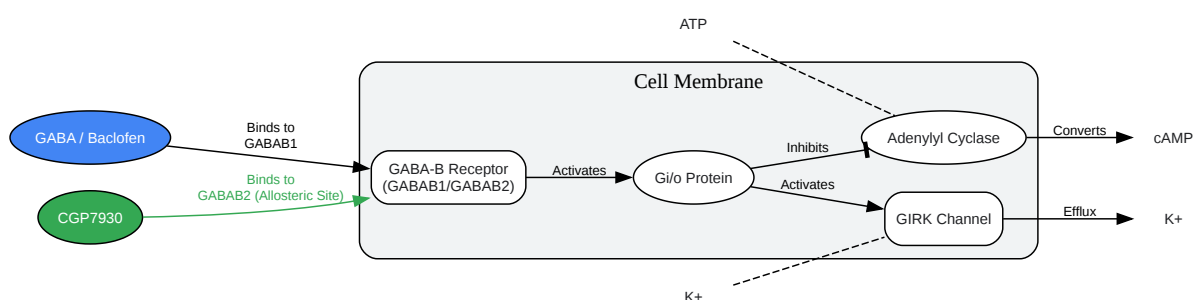 ATP
Cell Membrane
GABA / Baclofen
Binds to
GABAB1
Binds to
GABAB2 (Allosteric Site)
CGP7930
GABA-B Receptor
(GABAB1/GABAB2)
Activates
Gi/o Protein
Inhibits
Activates
Adenylyl Cyclase
Converts
cAMP
GIRK Channel
Efflux
K+
K+